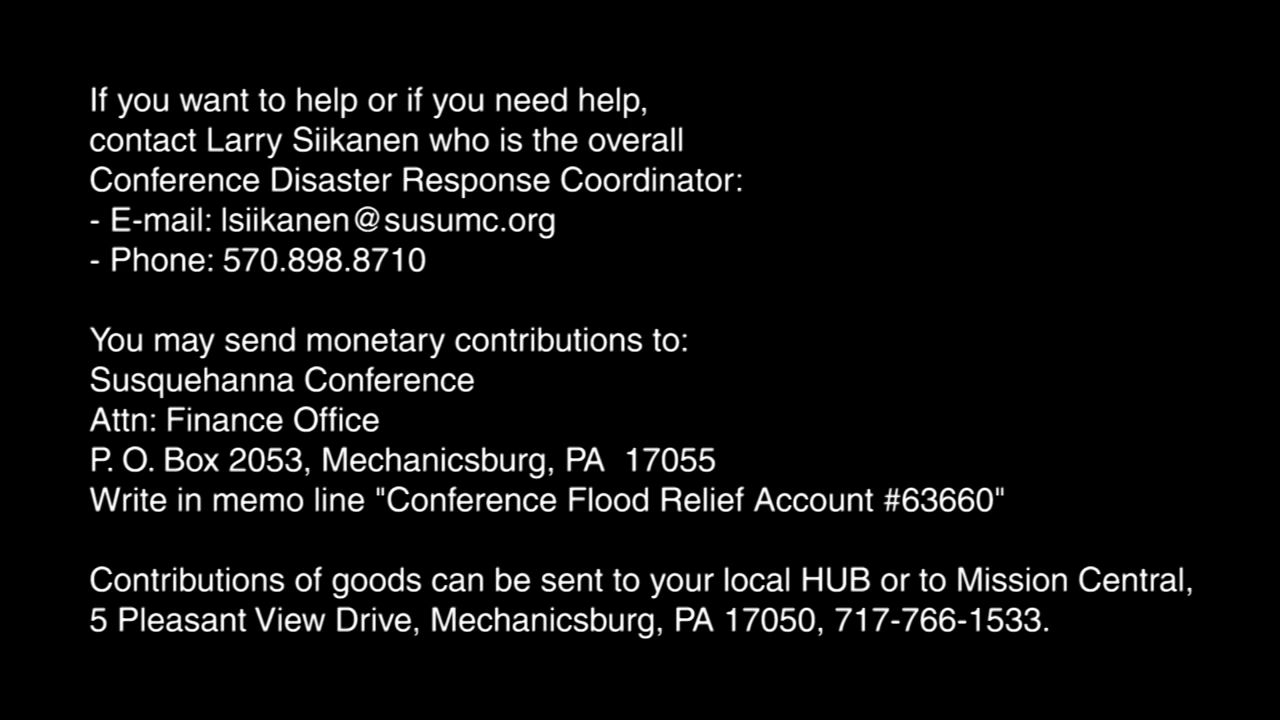 If you want to help or if you need help,
contact Larry Siikanen who is the overall
Conference Disaster Response Coordinator:
- E-mail: lsiikanen@susumc.org
- Phone: 570.898.8710
You may send monetary contributions to:
Susquehanna Conference
Attn: Finance Office
P. O. Box 2053, Mechanicsburg, PA  17055
Write in memo line "Conference Flood Relief Account #63660"
Contributions of goods can be sent to your local HUB or to Mission Central,
5 Pleasant View Drive, Mechanicsburg, PA 17050, 717-766-1533.